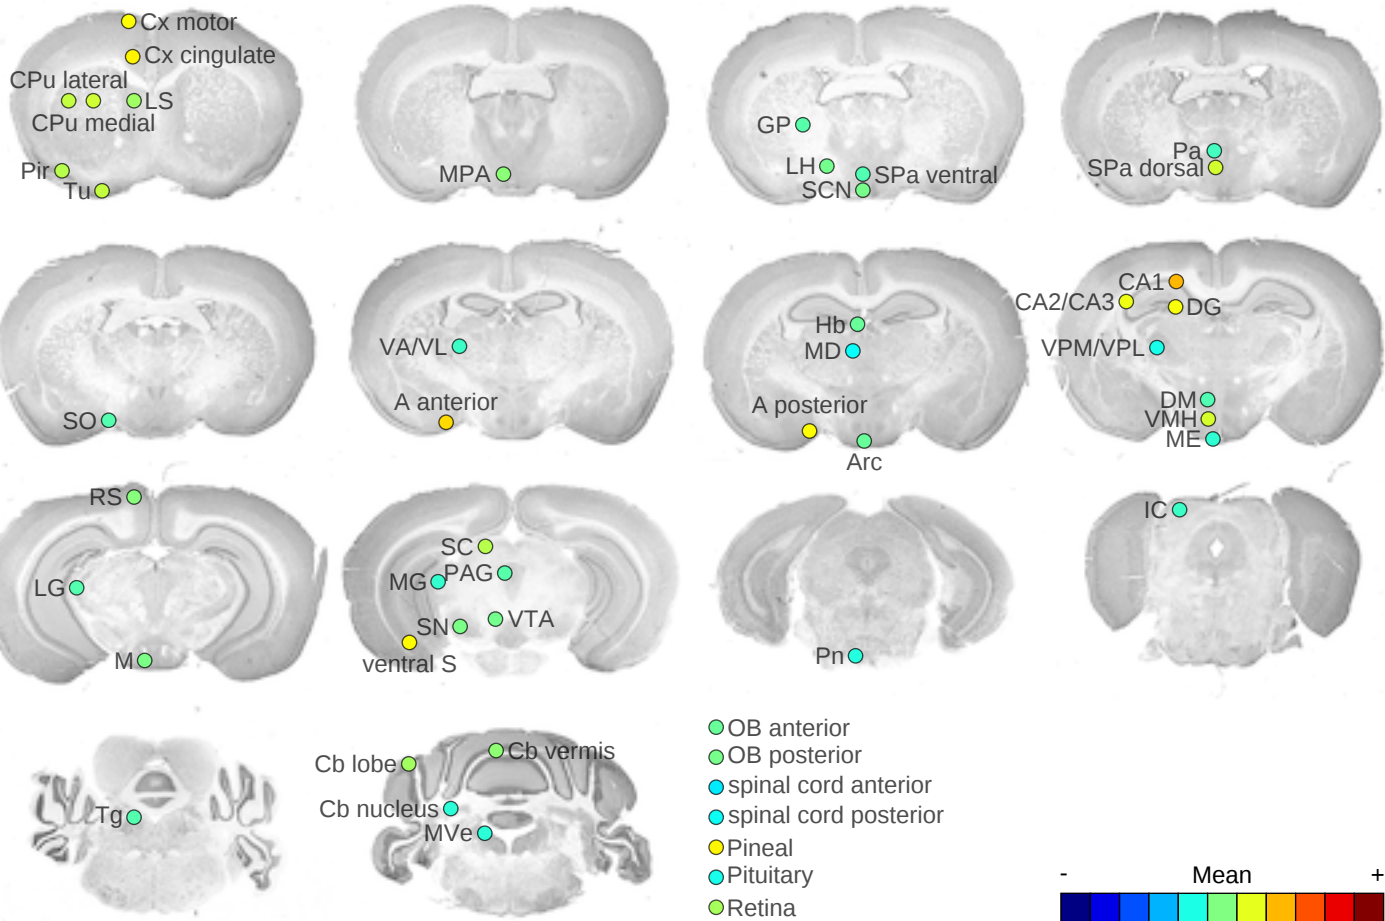 Cx motor
Cx cingulate
CPu lateral
LS
CPu medial
Pir
Tu
MPA
GP
LH
SPa ventral
SCN
Pa
SPa dorsal
SO
VA/VL
A anterior
Hb
MD
A posterior
Arc
CA1
CA2/CA3
DG
VPM/VPL
DM
VMH
ME
RS
LG
M
SC
MG
PAG
SN
VTA
ventral S
Pn
IC
Tg
Cb lobe
Cb vermis
Cb nucleus
MVe
OB anterior
OB posterior
spinal cord anterior
spinal cord posterior
Pineal
Pituitary
Retina
- Mean +